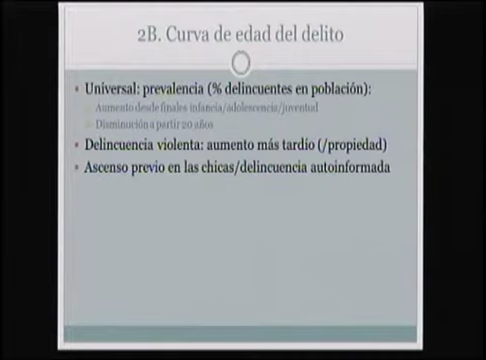 2B. Curva de edad del delito
Universal: prevalencia (% delincuentes en población):
Aumento desde finales infancia/adolescencia/juventud
Disminución a partir 20 años
Delincuencia violenta: aumento más tardío (/propiedad)
Ascenso previo en las chicas/delincuencia autoinformada